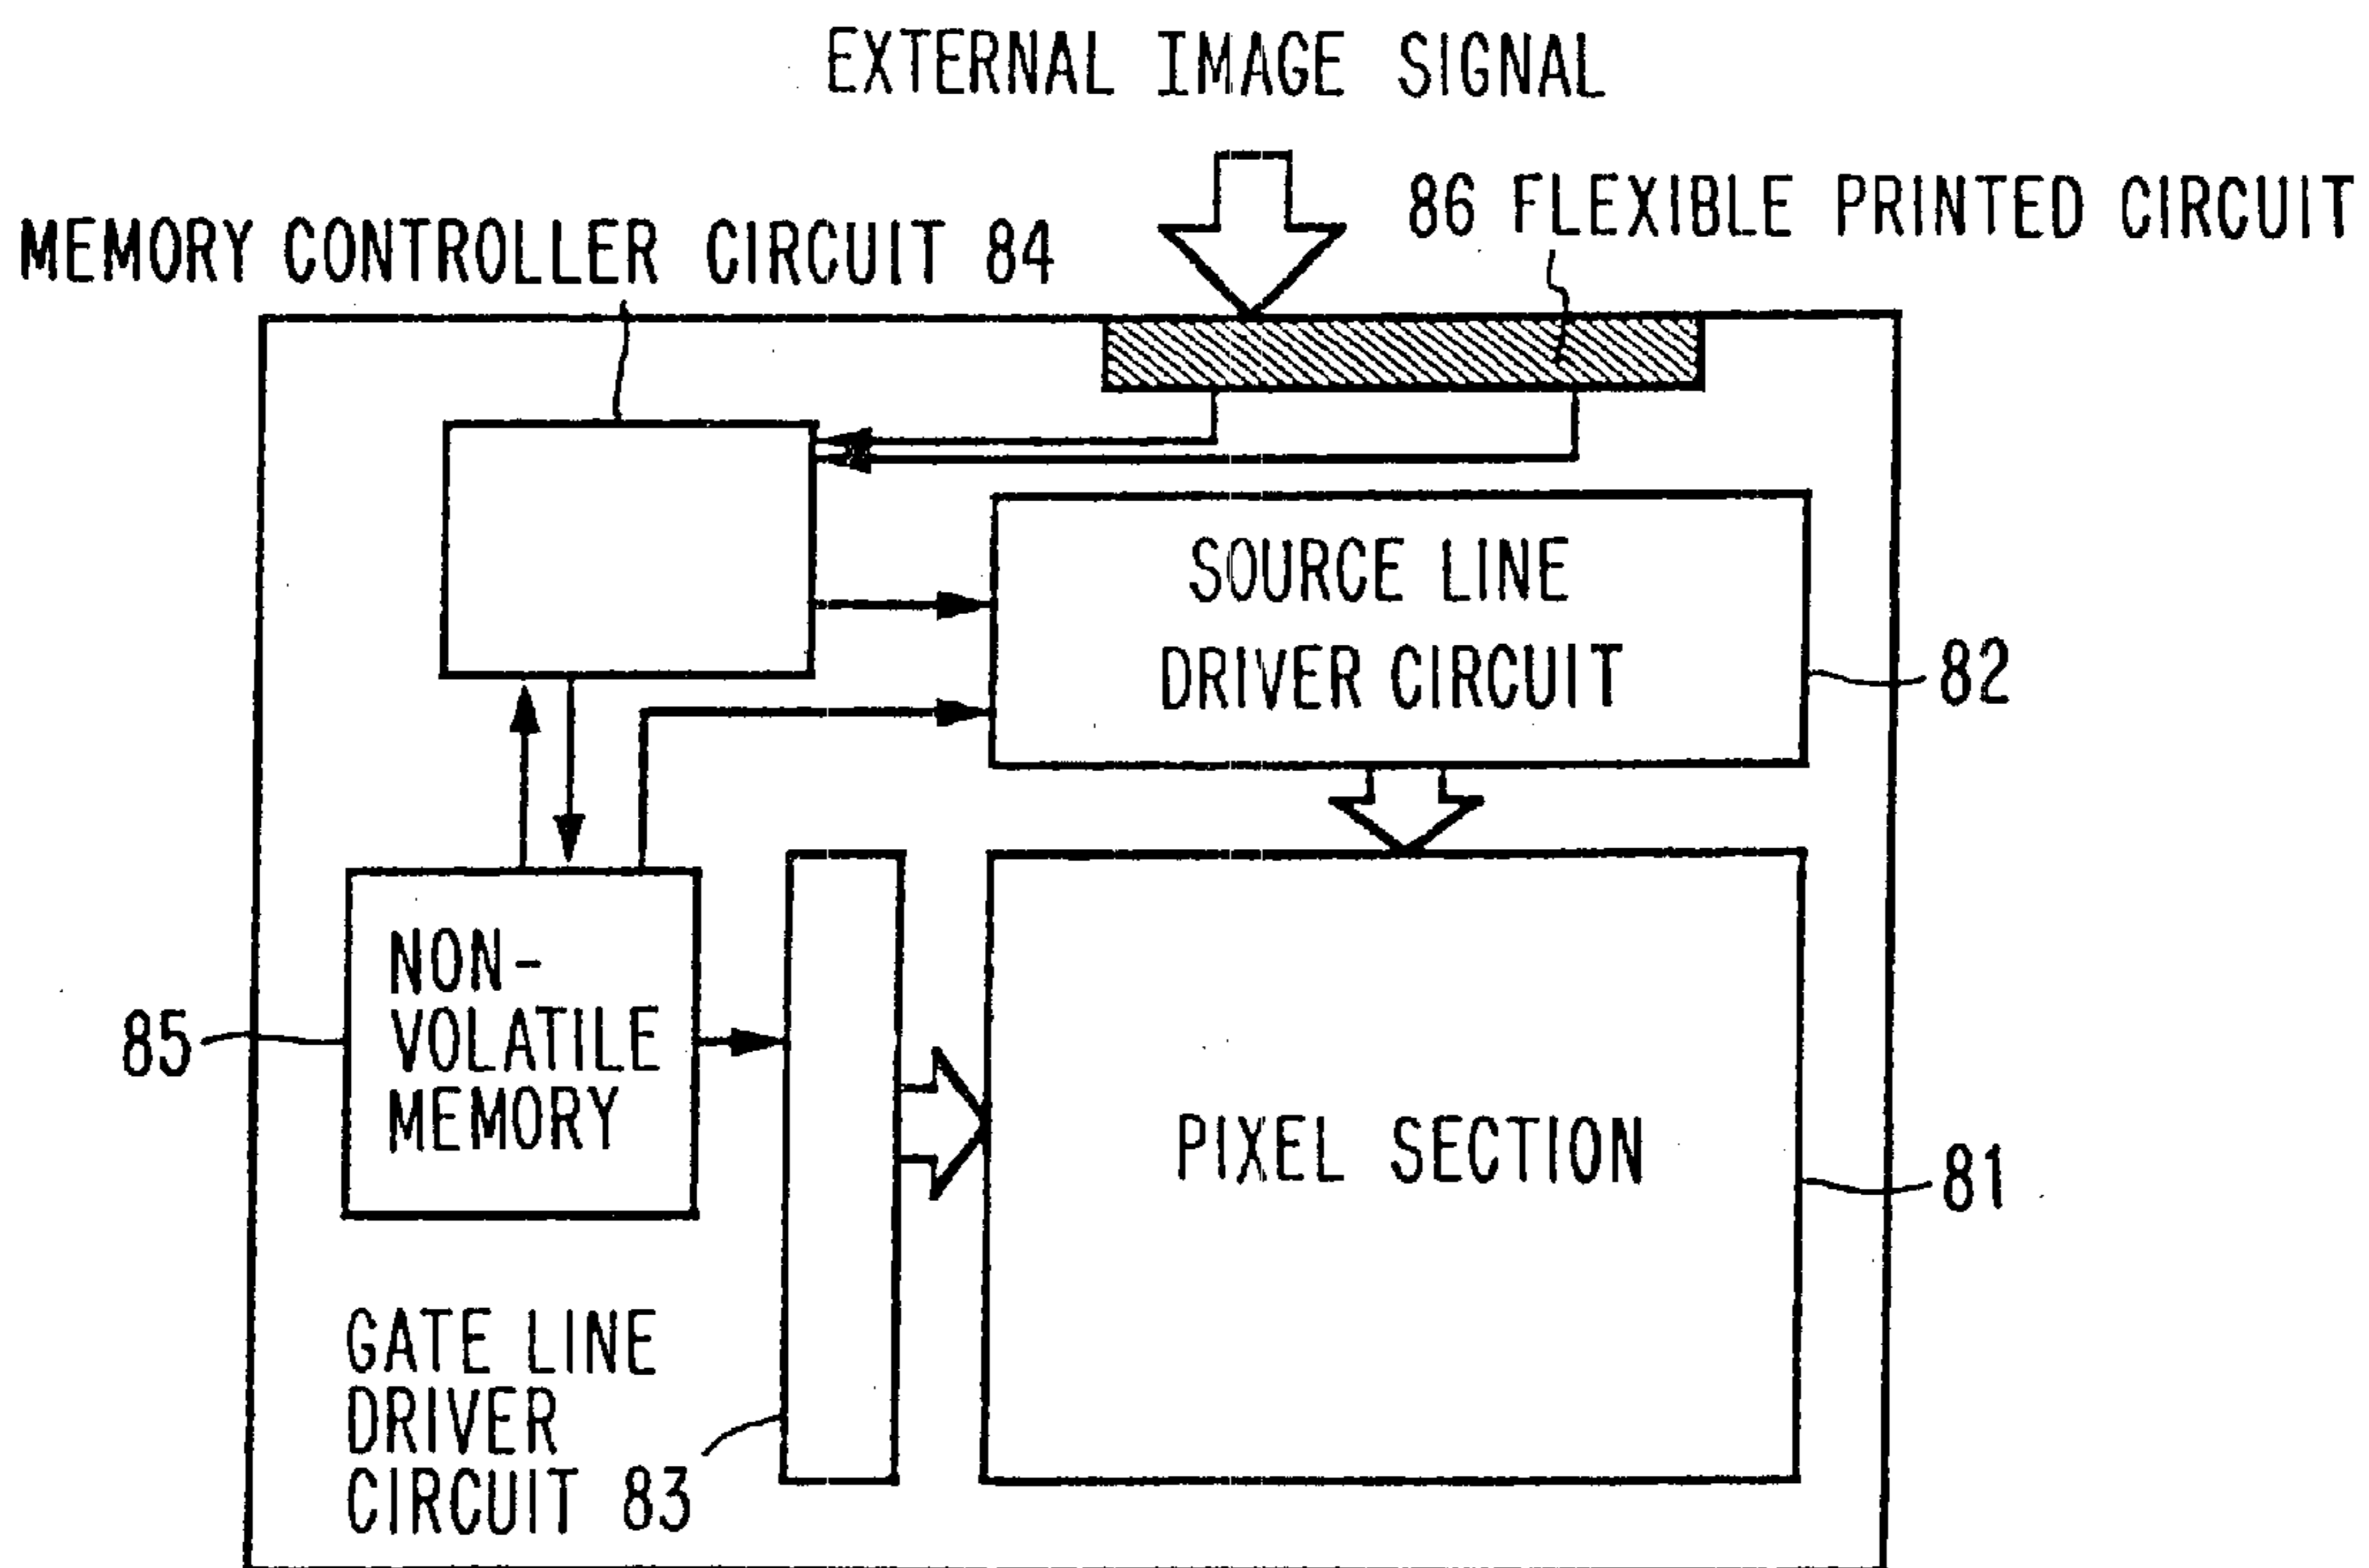 EXTERNAL IMAGE SIGNAL
86 FLEXIBLE PRINTED CIRCUIT
MEMORY CONTROLLER CIRCUIT 84
SOURCE LINE
DRIVER CIRCUIT
82
NON-
VOLATILE
MEMORY
85
PIXEL SECTION
81
GATE LINE
DRIVER
CIRCUIT 83